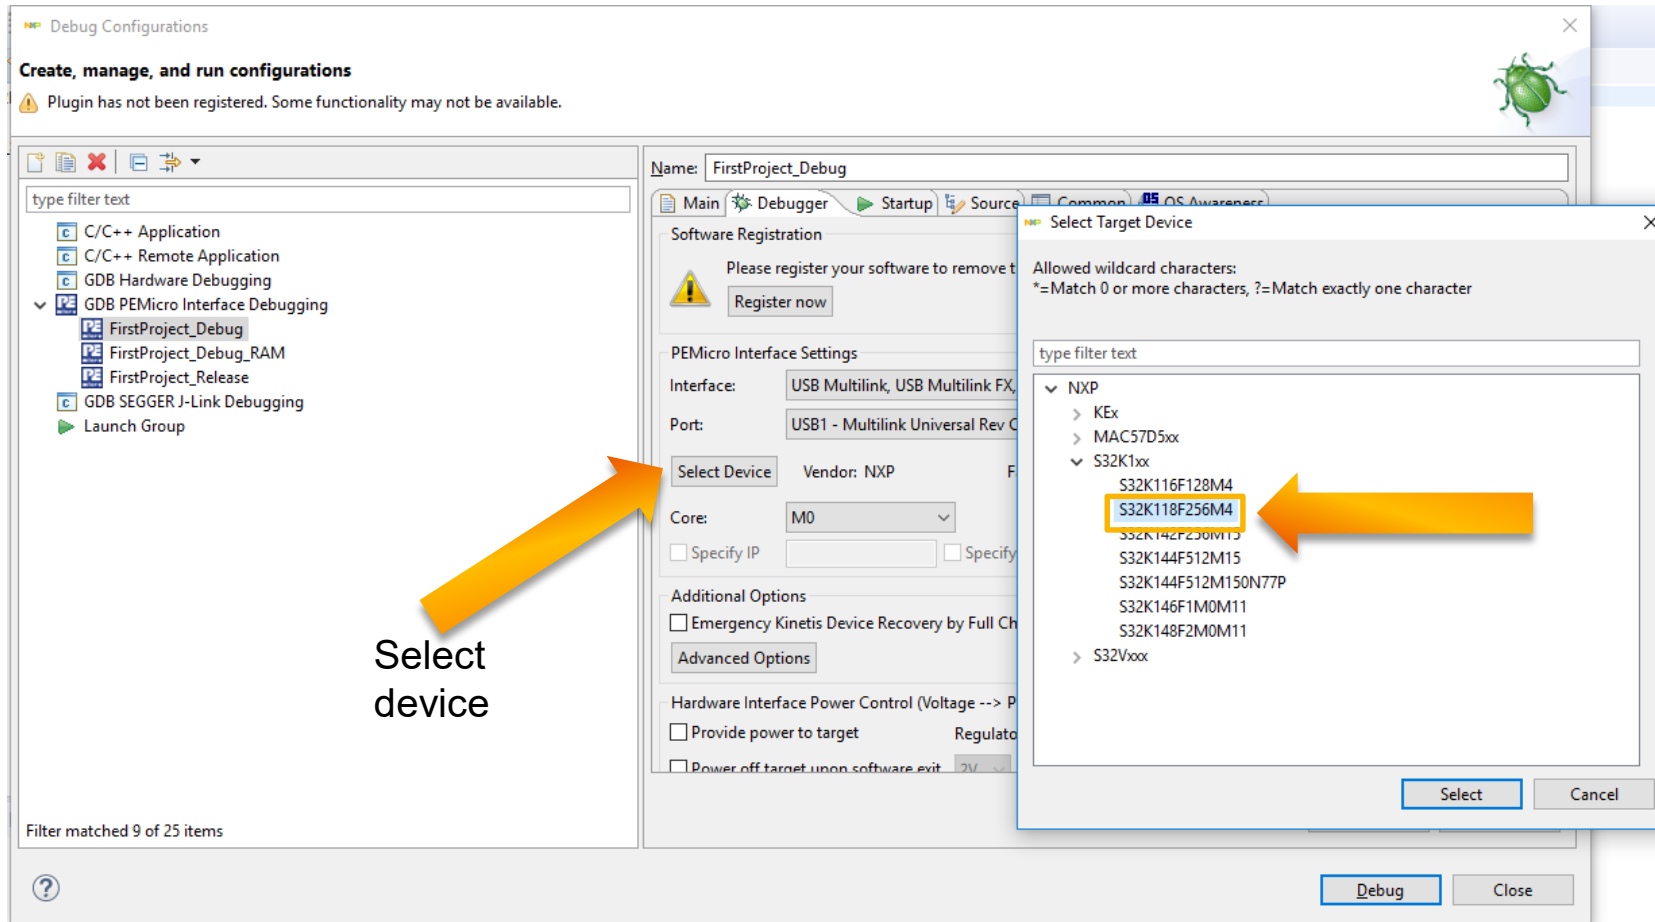 NXP Debug Configurations
Create, manage, and run configurations
Plugin has not been registered. Some functionality may not be available.
type filter text
C/C++ Application
C/C++ Remote Application
GDB Hardware Debugging
GDB PEMicro Interface Debugging
FirstProject_Debug
FirstProject_Debug_RAM
FirstProject_Release
GDB SEGGER J-Link Debugging
Launch Group
Filter matched 9 of 25 items
Select
device
Name: FirstProject_Debug
Main Debugger Startup Source Common OS Awareness
Software Registration
Please register your software to remove t
Register now
PEMicro Interface Settings
Interface: USB Multilink, USB Multilink FX,
Port: USB1 - Multilink Universal Rev C
Select Device Vendor: NXP F
Core: M0
Specify IP Specify
Additional Options
Emergency Kinetis Device Recovery by Full Ch
Advanced Options
Hardware Interface Power Control (Voltage --> P
Provide power to target Regulato
Power off target upon software exit 2V
NXP Select Target Device
Allowed wildcard characters:
*=Match 0 or more characters, ?=Match exactly one character
type filter text
NXP
KEx
MAC57D5xx
S32K1xx
S32K116F128M4
S32K118F256M4
S32K142F256M15
S32K144F512M15
S32K144F512M150N77P
S32K146F1M0M11
S32K148F2M0M11
S32Vxxx
Select Cancel
Debug Close